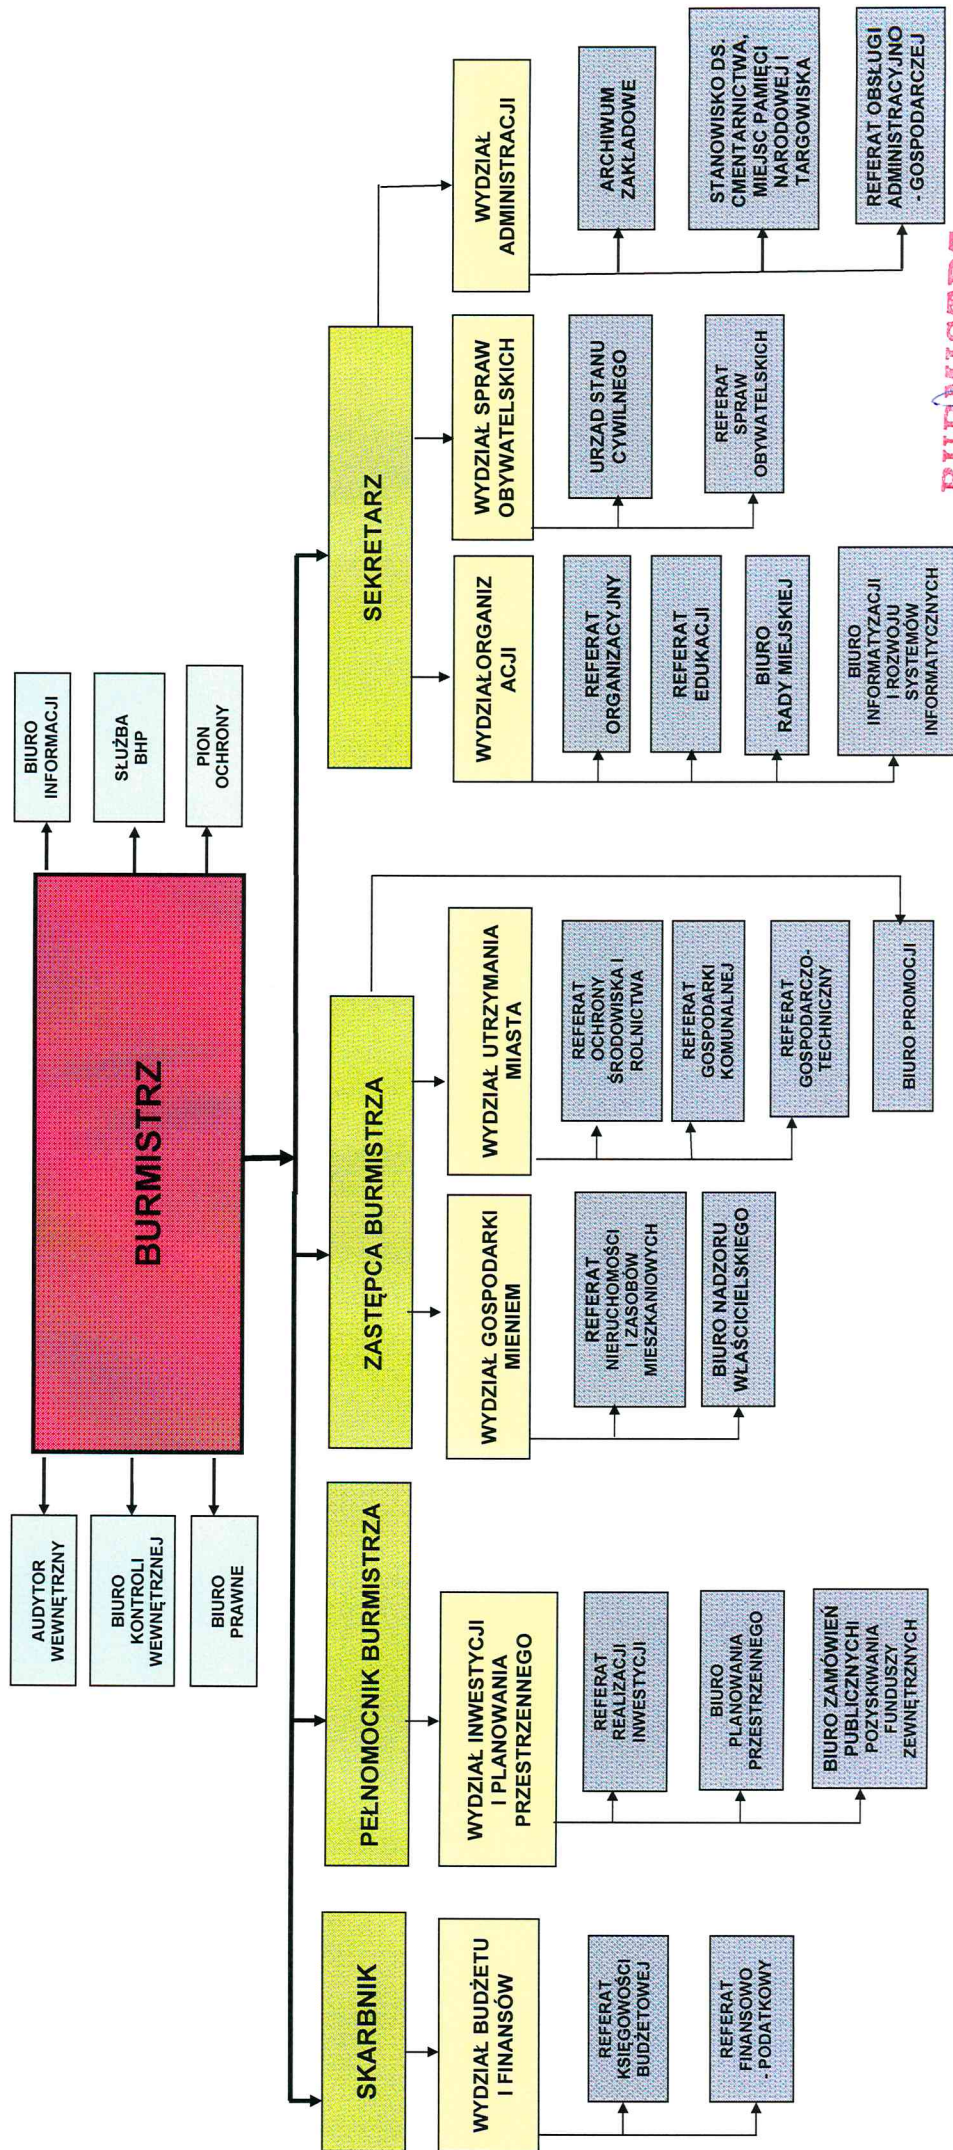 BURMISTRZ
AUDYTOR
WEWNĘTRZNY
BIURO
KONTROLI
WEWNĘTRZNEJ
BIURO
PRAWNE
BIURO
INFORMACJI
SŁUŻBA
BHP
PION
OCHRONY
SKARBNIK
WYDZIAŁ BUDŻETU
I FINANSÓW
REFERAT
KSIĘGOWOŚCI
BUDŻETOWEJ
REFERAT
FINANSOWO
- PODATKOWY
PEŁNOMOCNIK BURMISTRZA
WYDZIAŁ INWESTYCJI
I PLANOWANIA
PRZESTRZENNEGO
REFERAT
REALIZACJI
INWESTYCJI
BIURO
PLANOWANIA
PRZESTRZENNEGO
BIURO ZAMÓWIEŃ
PUBLICZNYCH I
POZYSKIWANIA
FUNDUSZY
ZEWNĘTRZNYCH
ZASTĘPCA BURMISTRZA
WYDZIAŁ GOSPODARKI
MIENIEM
REFERAT
NIERUCHOMOŚCI
I ZASOBÓW
MIESZKANIOWYCH
BIURO NADZORU
WŁAŚCICIELSKIEGO
WYDZIAŁ UTRZYMANIA
MIASTA
REFERAT
OCHRONY
ŚRODOWISKA I
ROLNICTWA
REFERAT
GOSPODARKI
KOMUNALNEJ
REFERAT
GOSPODARCZO-
TECHNICZNY
BIURO PROMOCJI
SEKRETARZ
WYDZIAŁORGANIZ
ACJI
REFERAT
ORGANIZACYJNY
REFERAT
EDUKACJI
BIURO
RADY MIEJSKIEJ
BIURO
INFORMATYZACJI
I ROZWOJU
SYSTEMÓW
INFORMATYCZNYCH
WYDZIAŁ SPRAW
OBYWATELSKICH
URZĄD STANU
CYWILNEGO
REFERAT
SPRAW
OBYWATELSKICH
WYDZIAŁ
ADMINISTRACJI
ARCHIWUM
ZAKŁADOWE
STANOWISKO DS.
CMENTARNICTWA,
MIEJSC PAMIĘCI
NARODOWEJ I
TARGOWISKA
REFERAT OBSŁUGI
ADMINISTRACYJNO
- GOSPODARCZEJ